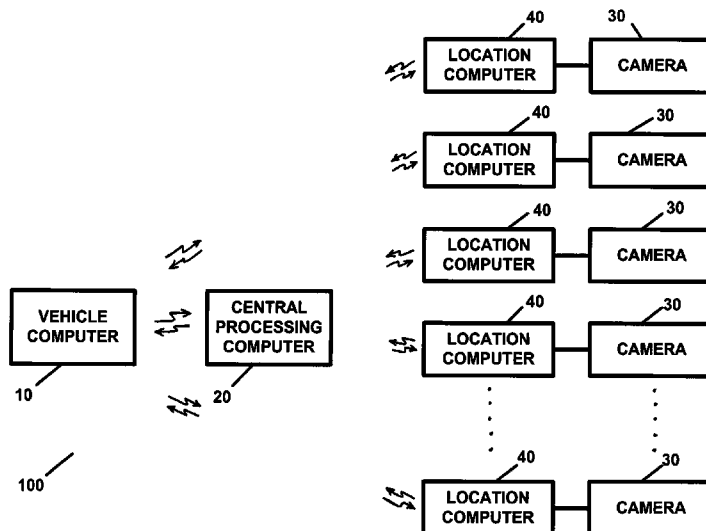 40 30
LOCATION
COMPUTER
CAMERA
40 30
LOCATION
COMPUTER
CAMERA
40 30
LOCATION
COMPUTER
CAMERA
VEHICLE
COMPUTER
10
CENTRAL
PROCESSING
COMPUTER
20
40 30
LOCATION
COMPUTER
CAMERA
100
40 30
LOCATION
COMPUTER
CAMERA